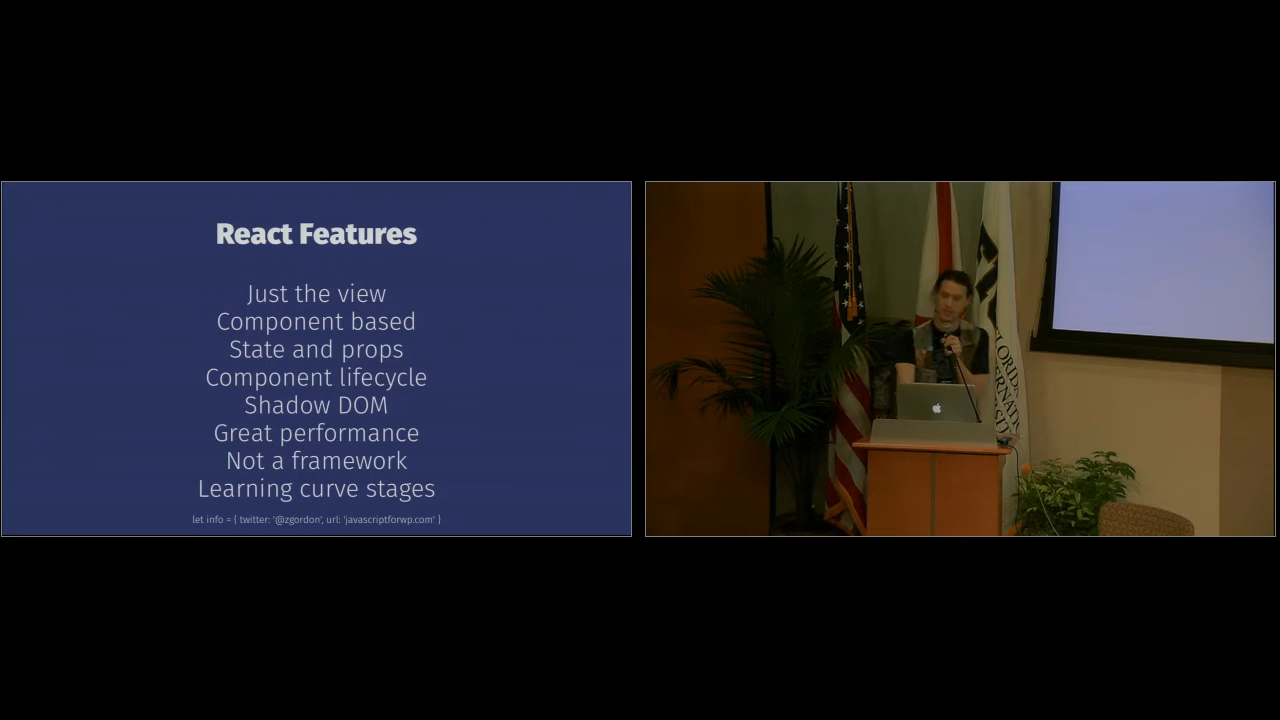 React Features
Just the view
Component based
State and props
Component lifecycle
Shadow DOM
Great performance
Not a framework
Learning curve stages
let info = { twitter: '@zgordon', url: 'javascriptforwp.com' }